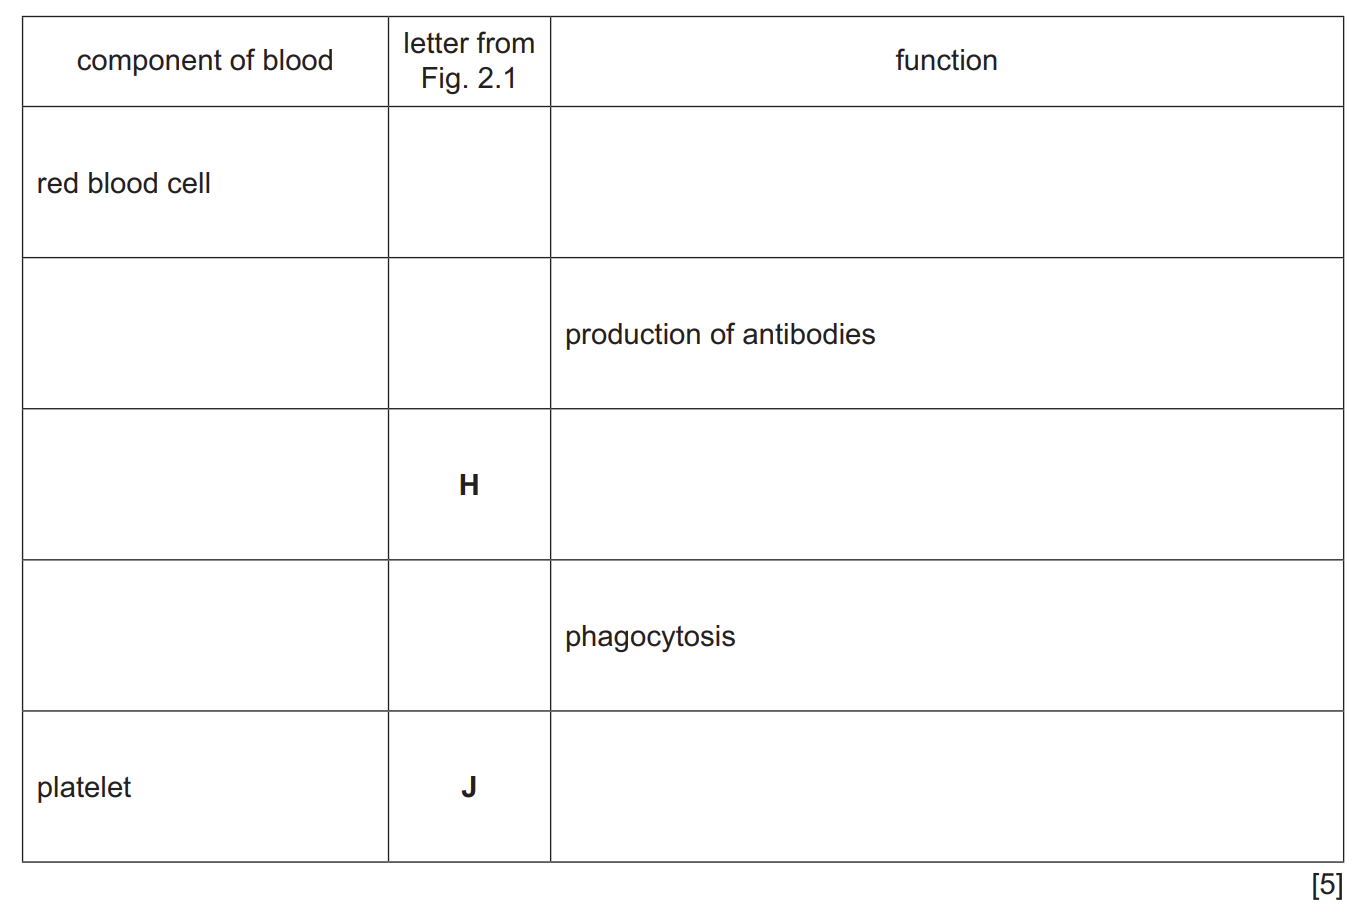 component of blood
letter from
Fig. 2.1
function
red blood cell
production of antibodies
H
phagocytosis
platelet
J
[5]